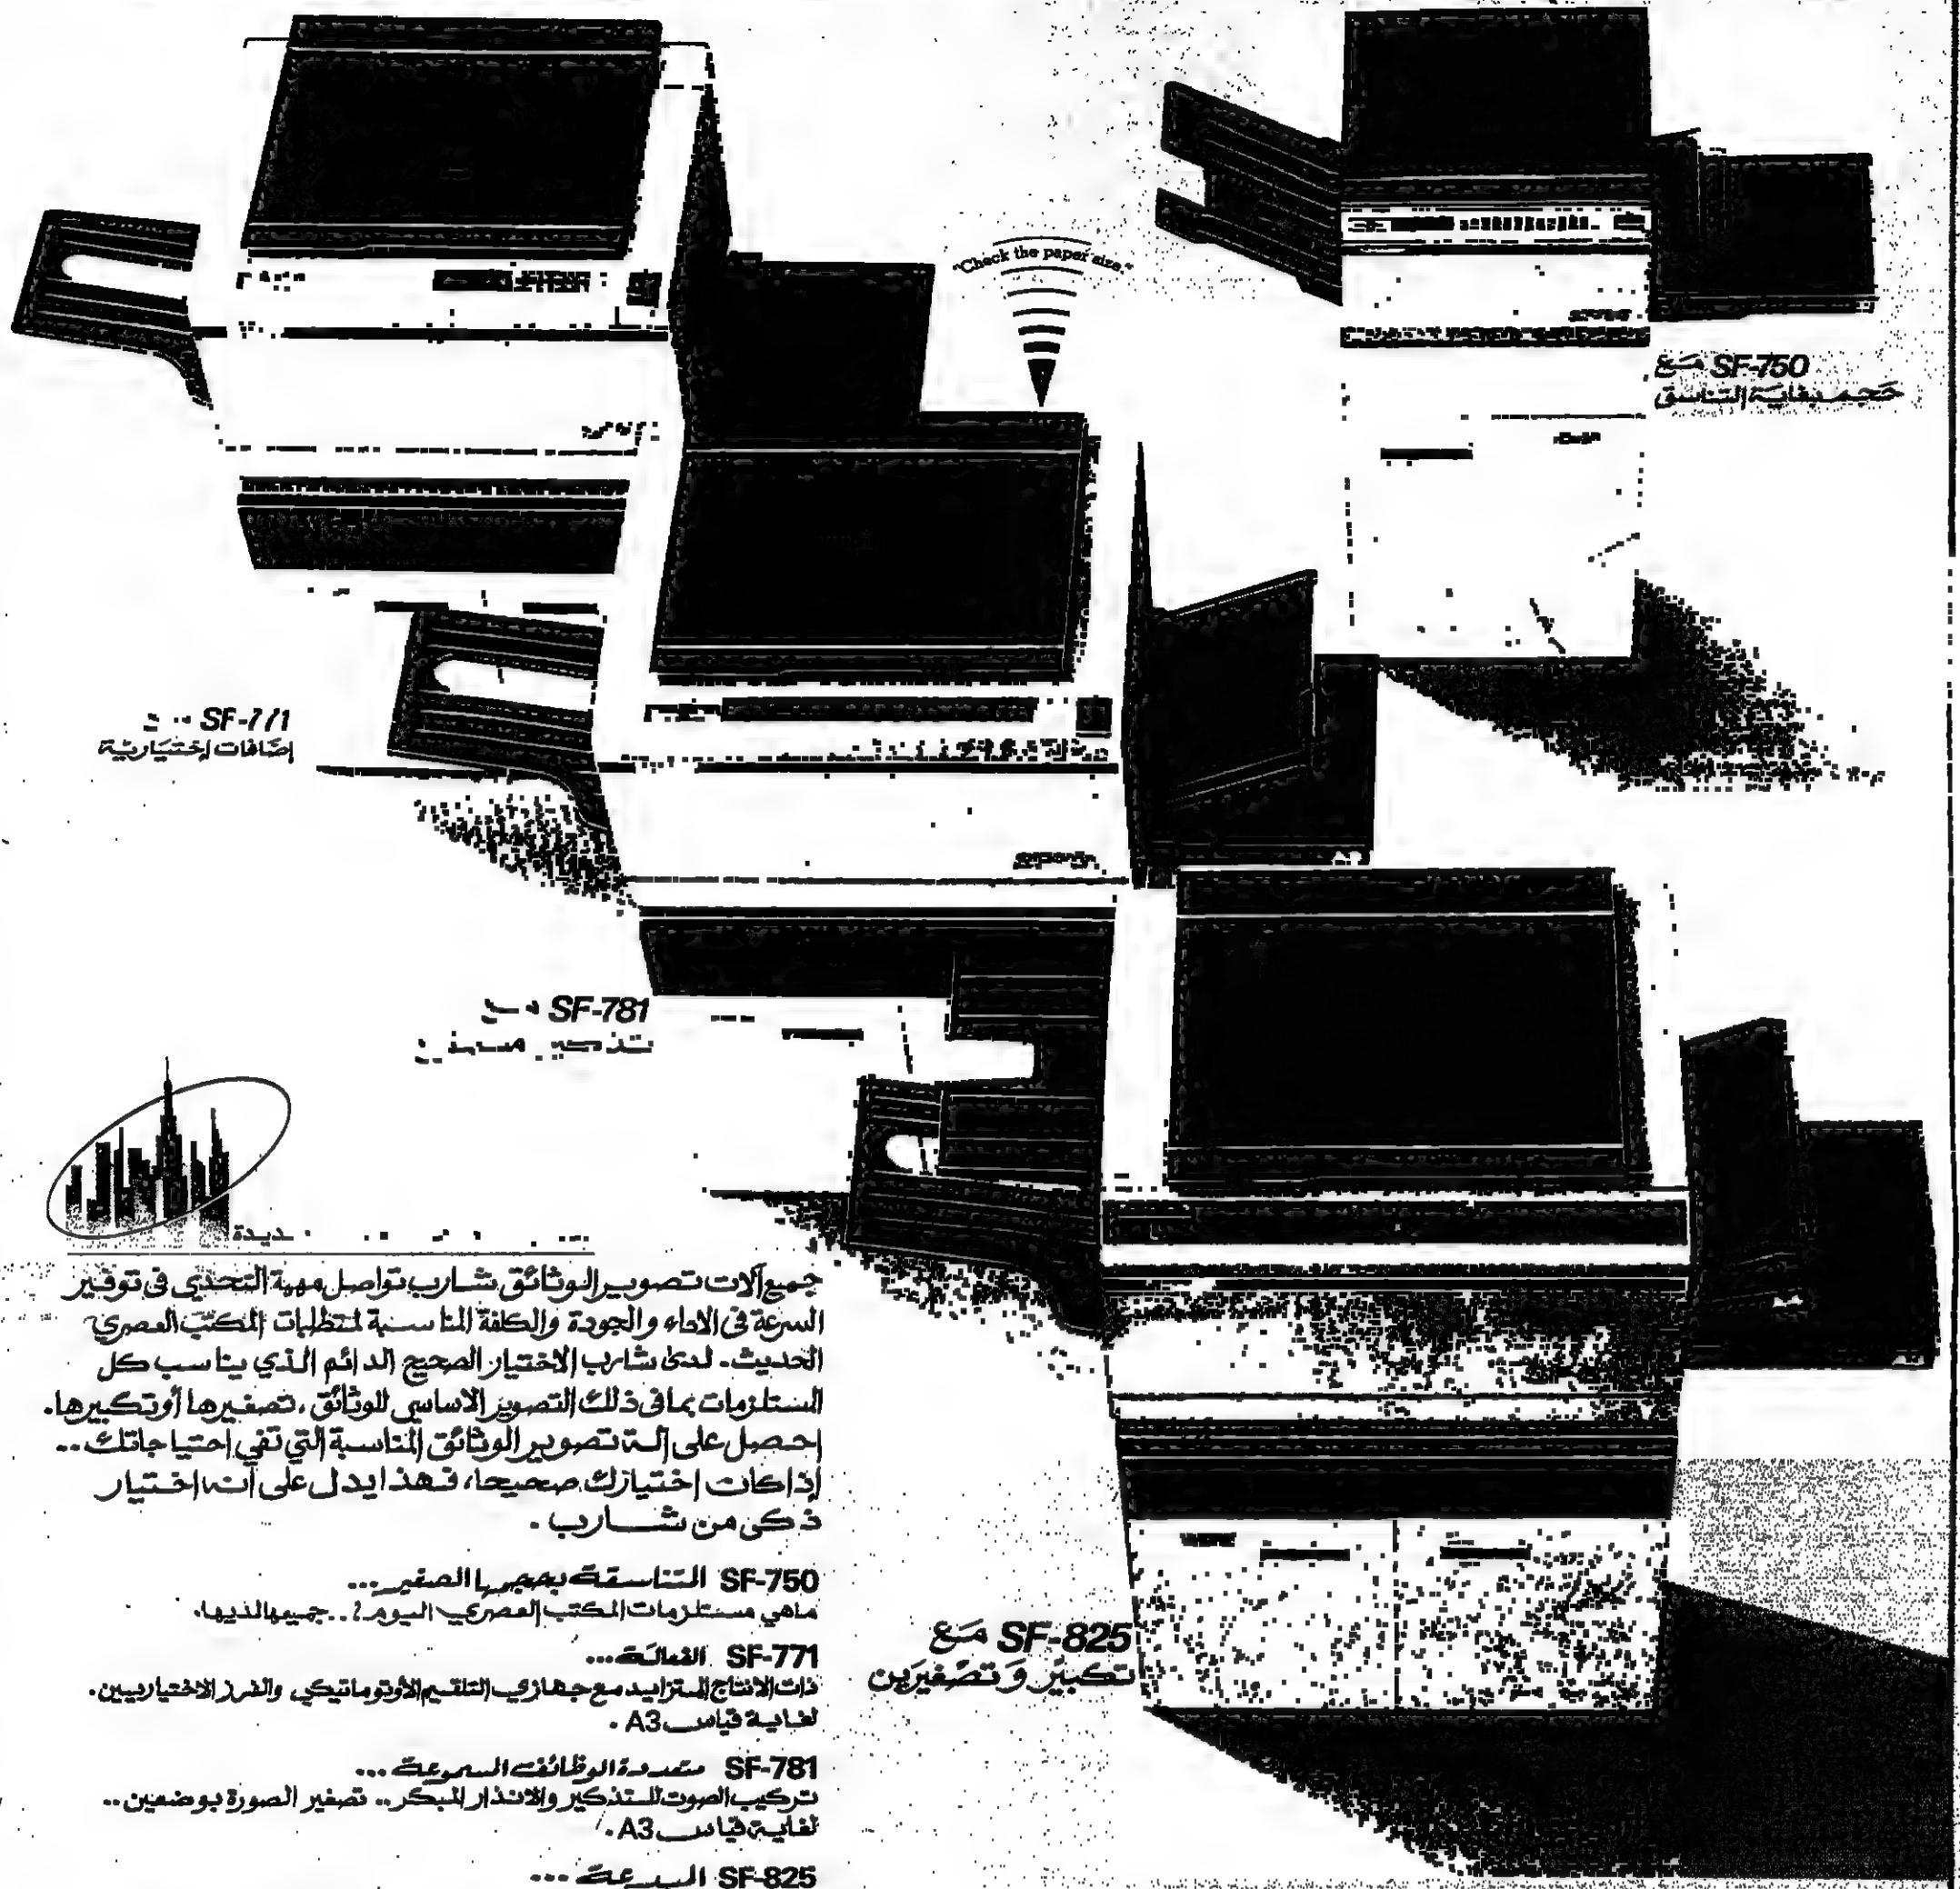 "Check the paper size."
SF-750 مع
حجم بغاية التناسق
SF-771
إضافات إختيارية
SF-781 مع
SF-825 مع
تكبير وتصغيرين
جميع آلات تصوير الوثائق شارب تواصل مهمة التحدي في توفير
السرعة في الاداء والجودة والكلفة المناسبة لمتطلبات المكتب العصري
الحديث. لدى شارب الاختيار الصحيح الدائم الذي يناسب كل
المستلزمات بما في ذلك التصوير الاساسي للوثائق، تصغيرها أو تكبيرها.
إحصل على آلة تصوير الوثائق المناسبة التي تفي احتياجاتك..
إذا كان إختيارك صحيحا، فهذا يدل على أنه اختيار
ذكي من شارب.
SF-750 المتناسقة بحجمها الصغير...
ماهي مستلزمات المكتب العصري اليوم؟.. جميعها لديها.
SF-771 الفعالة...
ذات الانتاج المتزايد مع جهازي التلقيم الأوتوماتيكي والفرز الاختياريين.
لغاية قياس A3.
SF-781 متعددة الوظائف المسموعة...
تركيب الصوت للتذكير والانذار المبكر.. تصغير الصورة بوضعين..
لغاية قياس A3.
SF-825 السريعة...